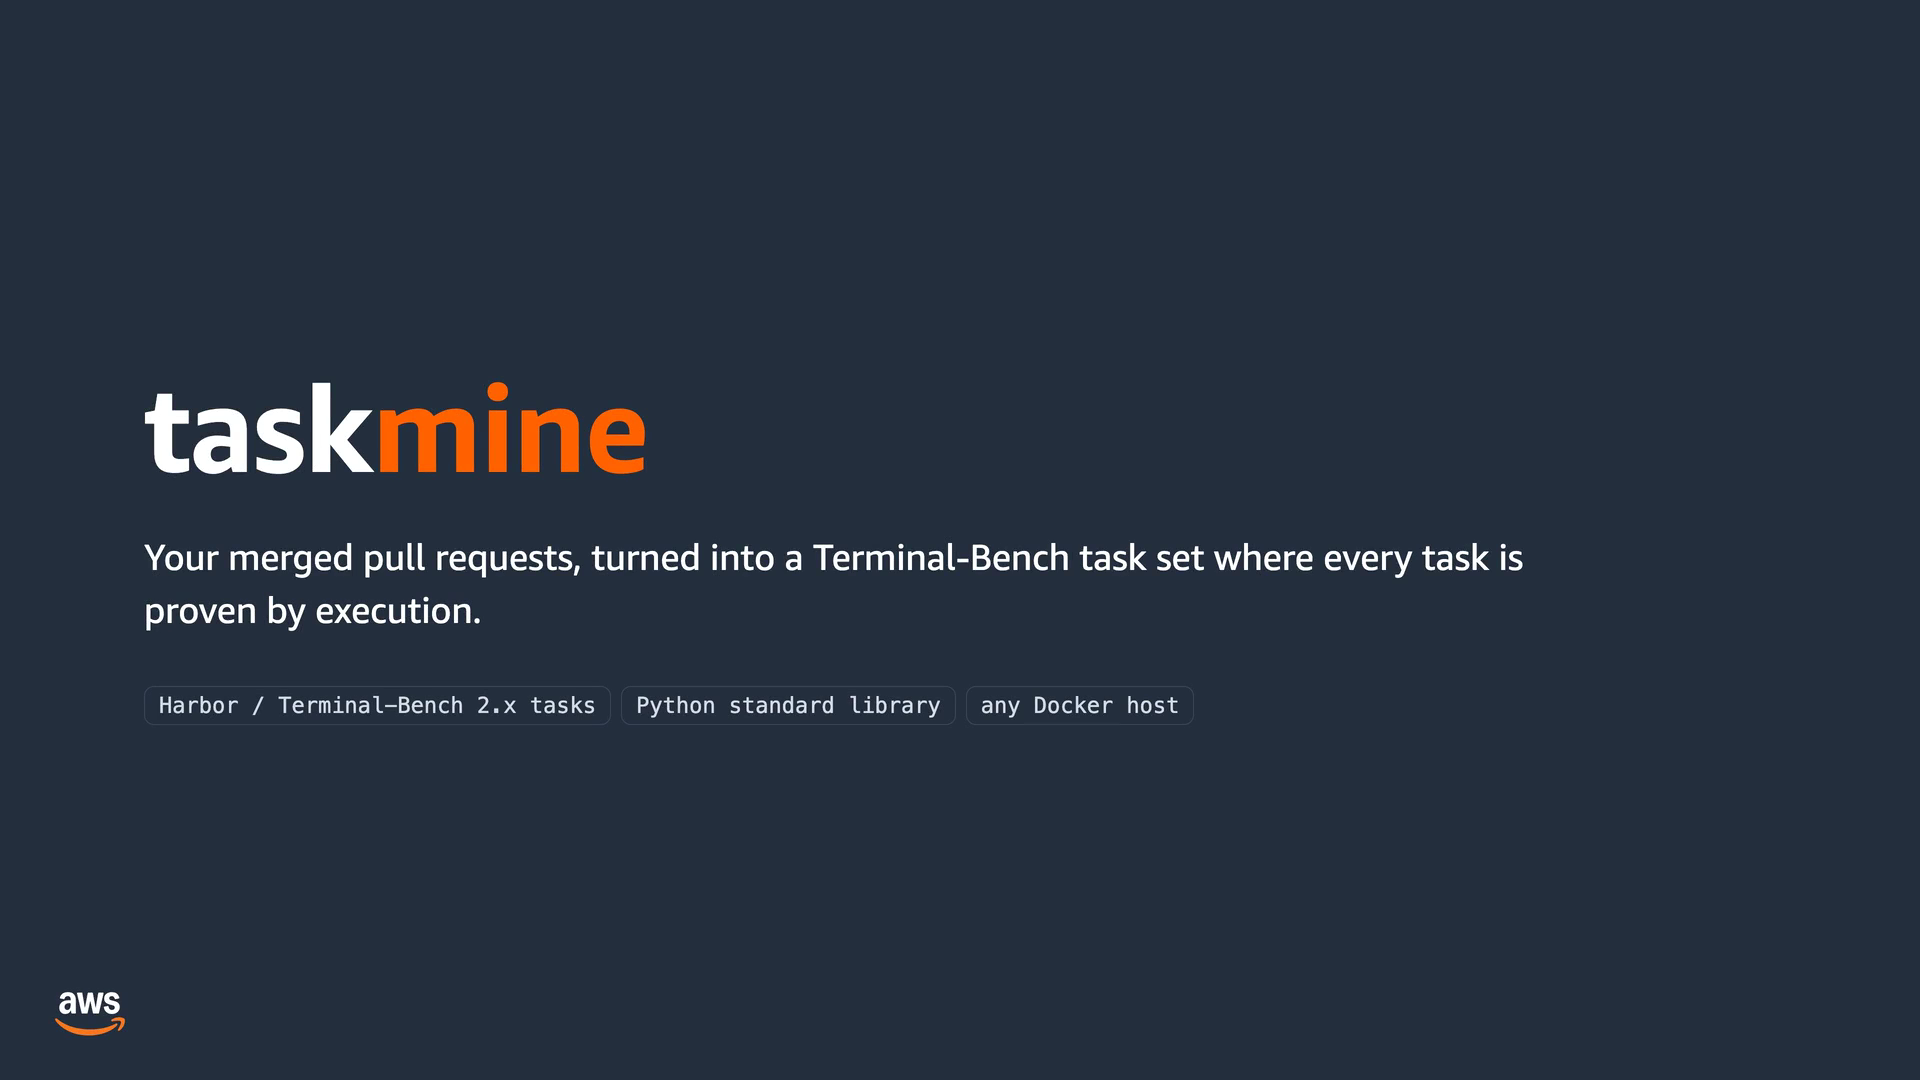 taskmine
Your merged pull requests, turned into a Terminal-Bench task set where every task is
proven by execution.
Harbor / Terminal-Bench 2.x tasks
Python standard library
any Docker host
aws